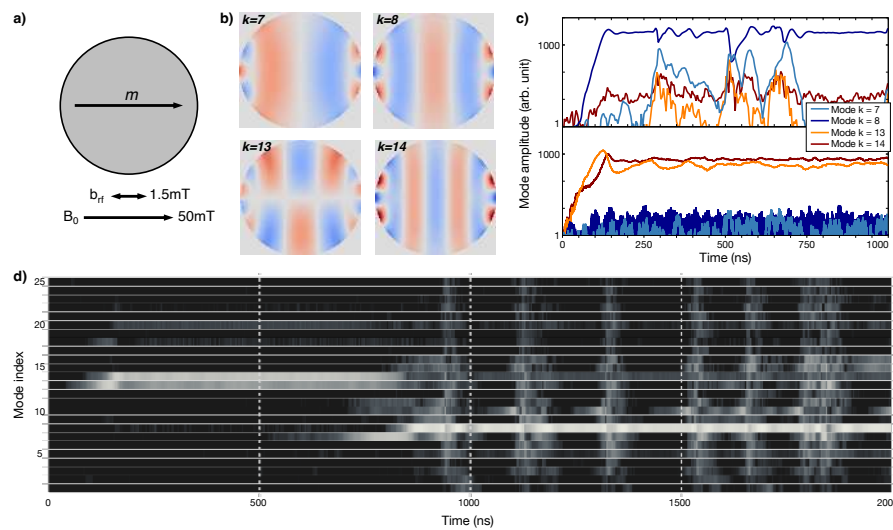 a)
m
b_rf 1.5mT
B_0 50mT
b)
k=7
k=8
k=13
k=14
c)
Mode amplitude (arb. unit)
1000
1
Mode k = 7
Mode k = 8
Mode k = 13
Mode k = 14
1000
1
0 250 500 750 1000
Time (ns)
d)
Mode index
25
20
15
10
5
0 500 1000 1500 200
Time (ns)